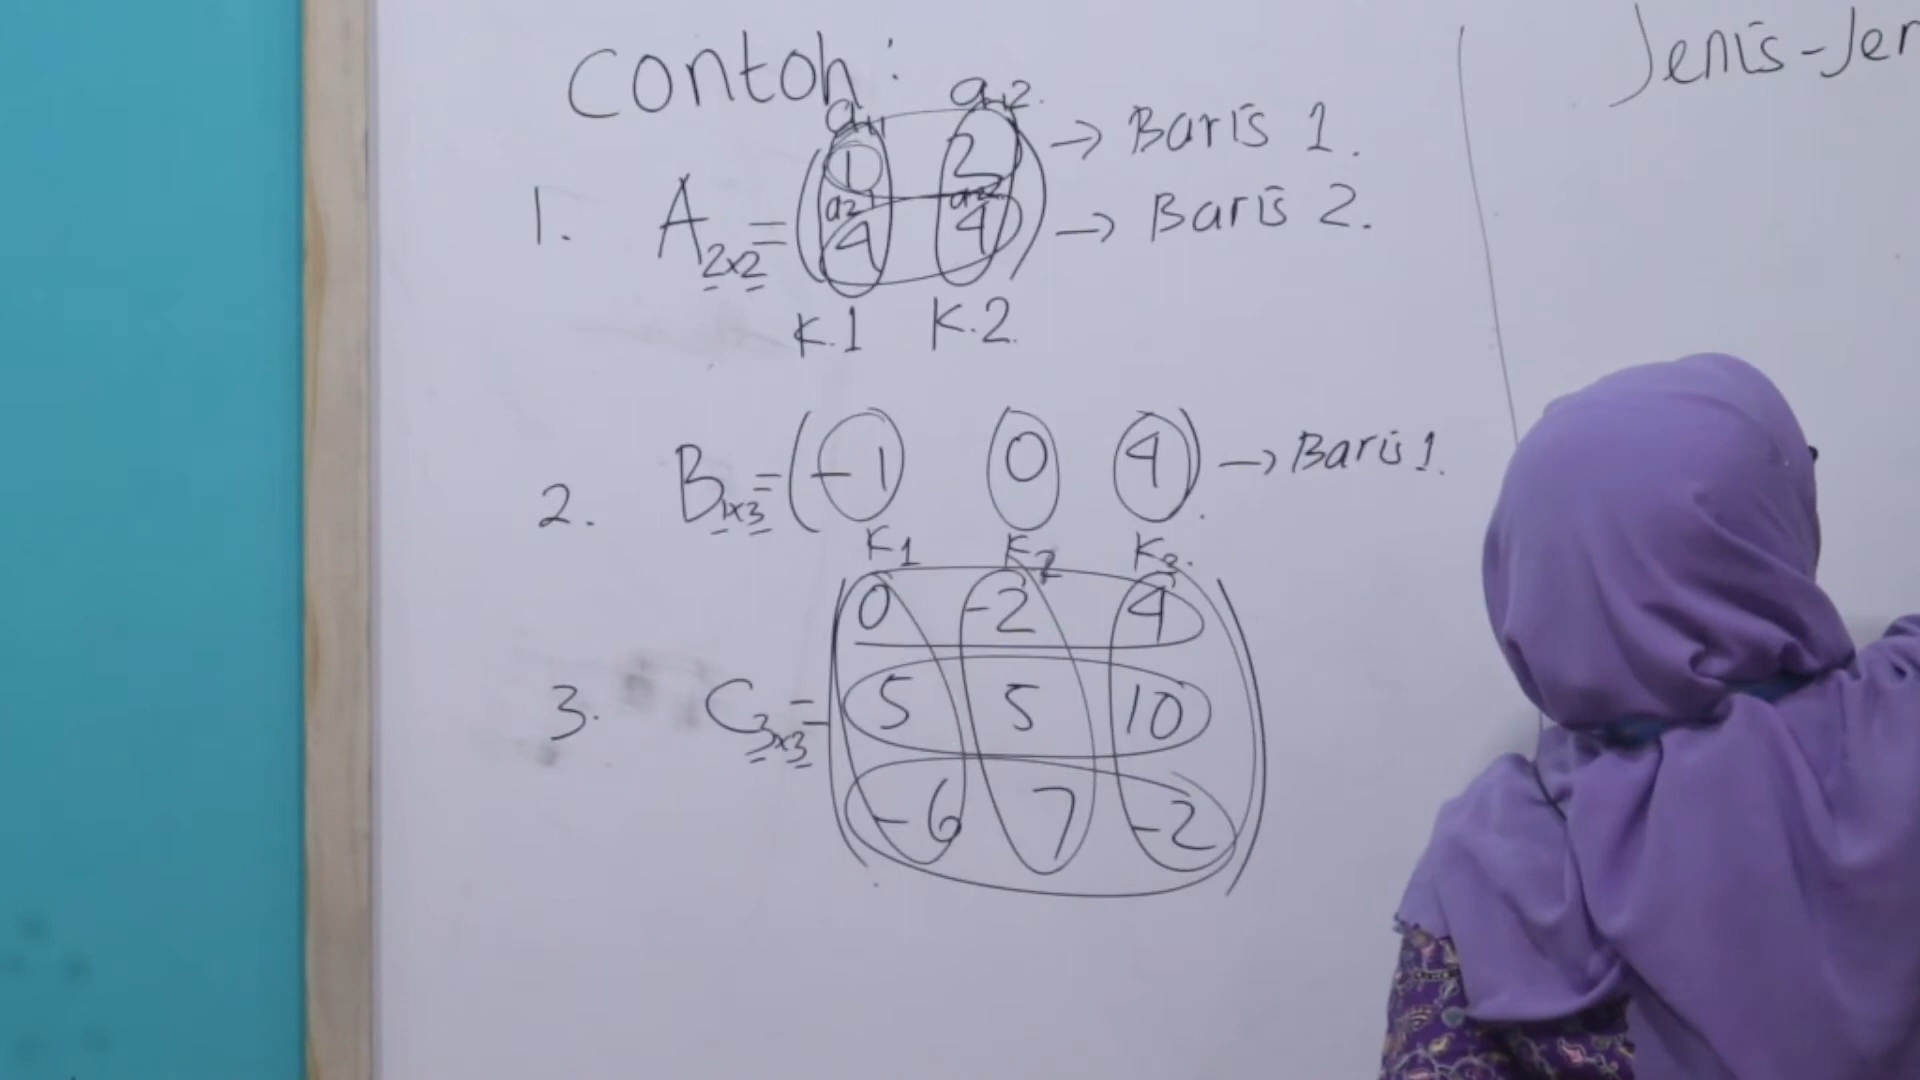 Contoh :
a11 a12
1 2 → Baris 1.
1. A2x2 = a21 a22
4 4 → Baris 2.
K.1 K.2
2. B1x3 = (-1 0 4) → Baris 1.
K1 K2 K3.
0 -2 4
3. C3x3 = 5 5 10
-6 7 -2
Jenis-Jen